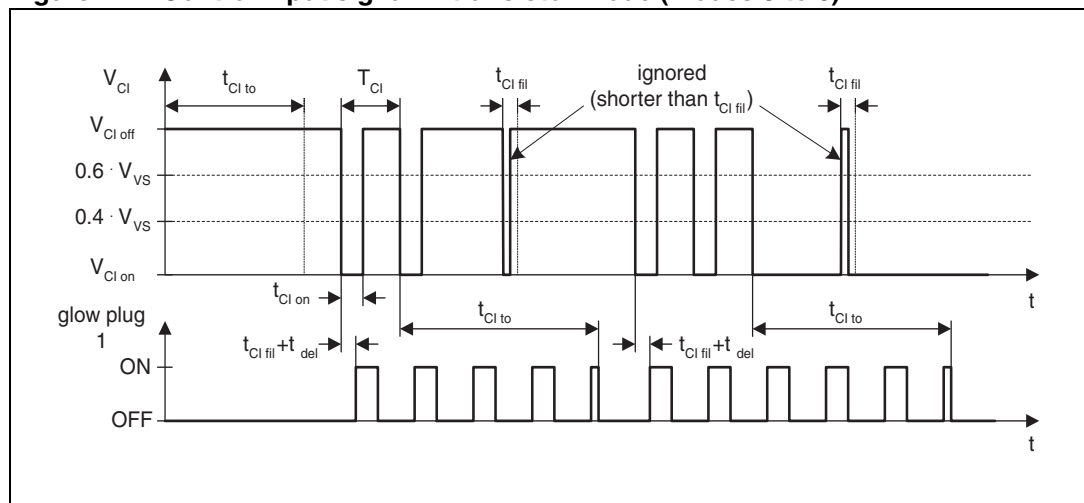 V_CI
t_CI to
T_CI
t_CI fil
ignored
(shorter than t_CI fil)
t_CI fil
V_CI off
0.6 · V_VS
0.4 · V_VS
V_CI on
t_CI on
t
glow plug
1
t_CI to
t_CI to
t_CI fil+t del
t_CI fil+t del
ON
OFF
t